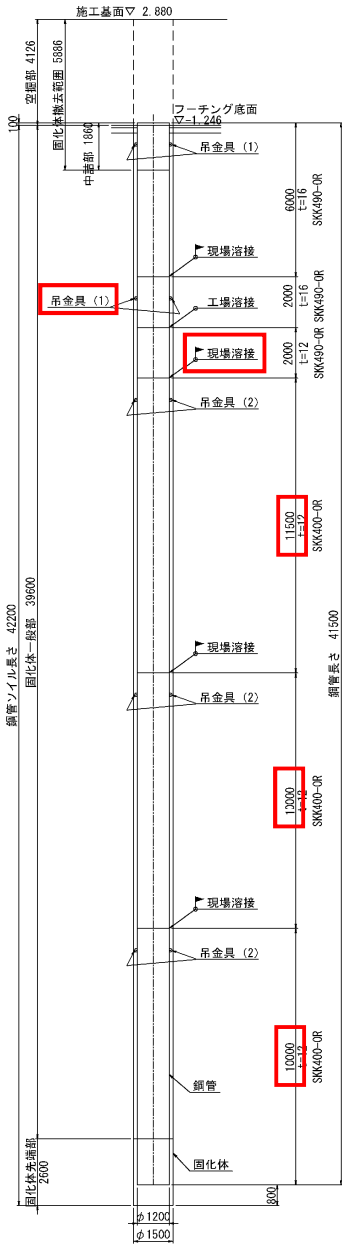 施工基面▽ 2.880
空掘部 4126
固化体撤去範囲 5886
フーチング底面
▽-1.246
100
中詰部 1860
吊金具 (1)
6000
t=16
SKK490-OR
現場溶接
吊金具 (1)
工場溶接
2000
t=16
SKK490-OR
現場溶接
2000
t=12
SKK490-OR
吊金具 (2)
11500
t=12
SKK400-OR
鋼管ソイル長さ 42200
固化体一般部 39600
鋼管長さ 41500
現場溶接
吊金具 (2)
10000
t=12
SKK400-OR
現場溶接
吊金具 (2)
10000
t=12
SKK400-OR
鋼管
固化体先端部
2600
固化体
800
φ1200
φ1500